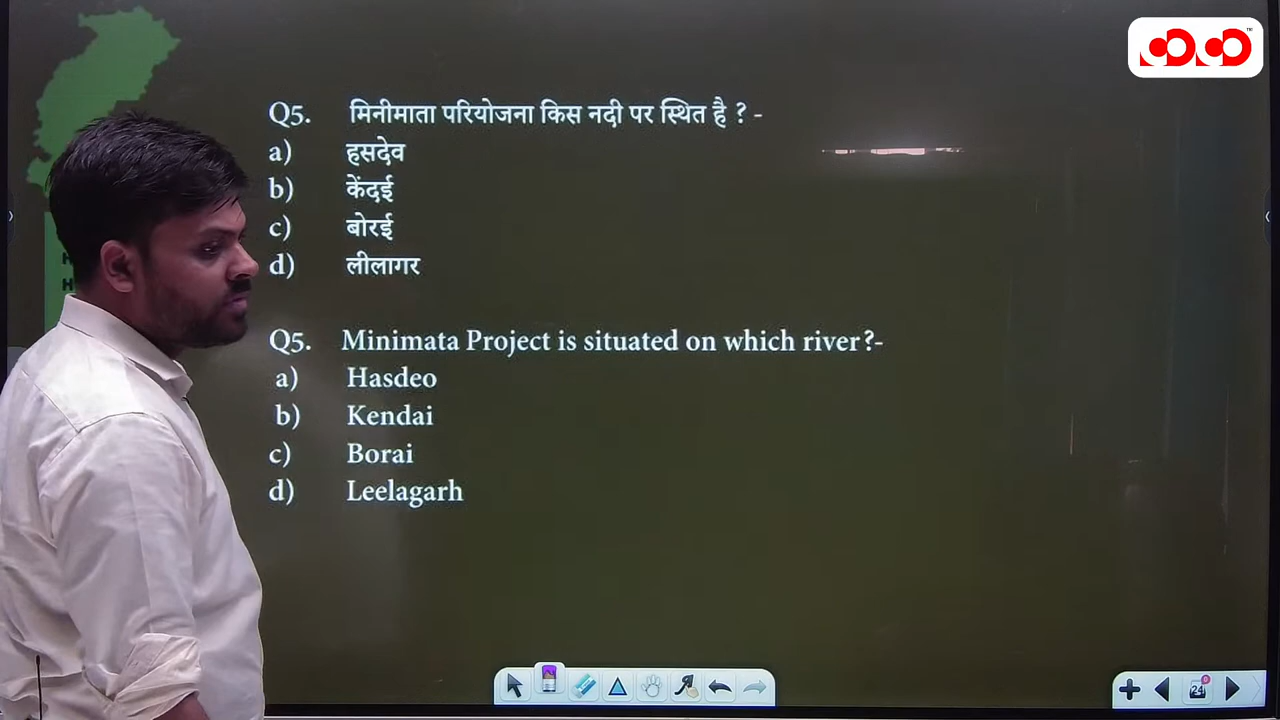 Q5. मिनीमाता परियोजना किस नदी पर स्थित है ? -
a) हसदेव
b) केंदई
c) बोरई
d) लीलागर
Q5. Minimata Project is situated on which river?-
a) Hasdeo
b) Kendai
c) Borai
d) Leelagarh
24